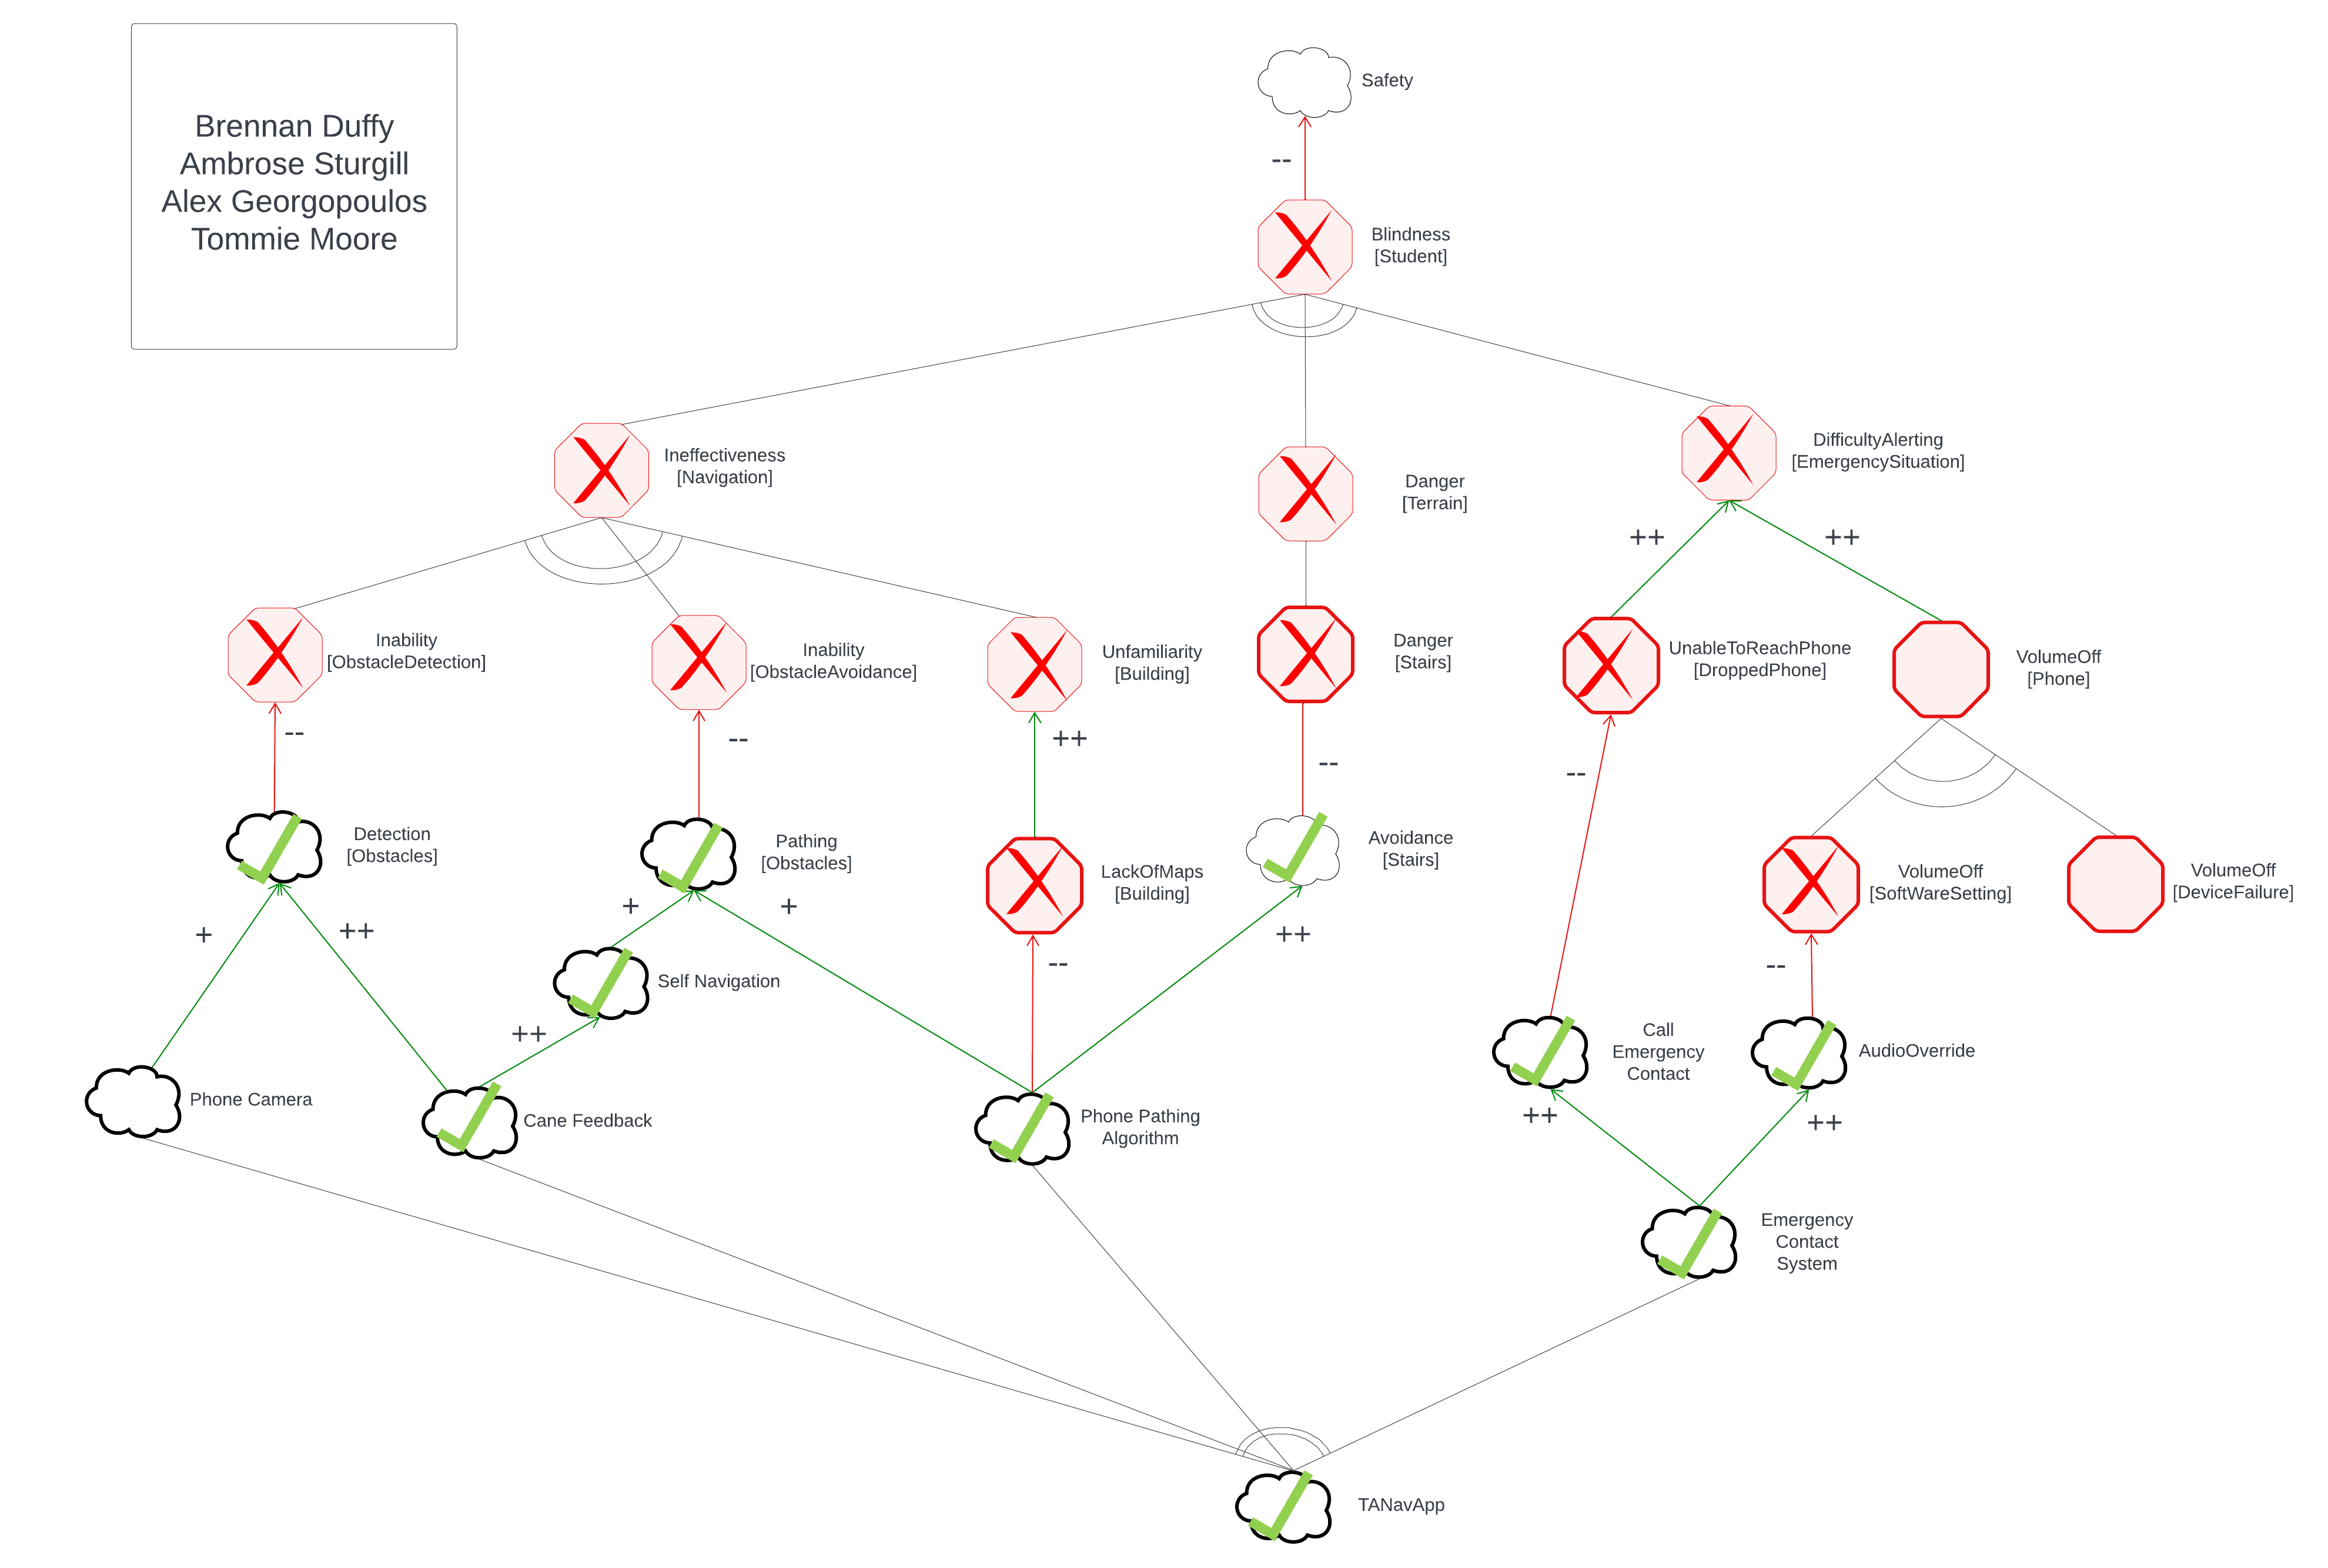 Brennan Duffy
Ambrose Sturgill
Alex Georgopoulos
Tommie Moore
Safety
--
Blindness
[Student]
Ineffectiveness
[Navigation]
Danger
[Terrain]
DifficultyAlerting
[EmergencySituation]
++
++
Inability
[ObstacleDetection]
Inability
[ObstacleAvoidance]
Unfamiliarity
[Building]
Danger
[Stairs]
UnableToReachPhone
[DroppedPhone]
VolumeOff
[Phone]
--
--
++
--
--
Detection
[Obstacles]
Pathing
[Obstacles]
LackOfMaps
[Building]
Avoidance
[Stairs]
VolumeOff
[SoftWareSetting]
VolumeOff
[DeviceFailure]
+
++
+
+
++
--
--
Self Navigation
++
Call
Emergency
Contact
AudioOverride
Phone Camera
Cane Feedback
Phone Pathing
Algorithm
++
++
Emergency
Contact
System
TANavApp